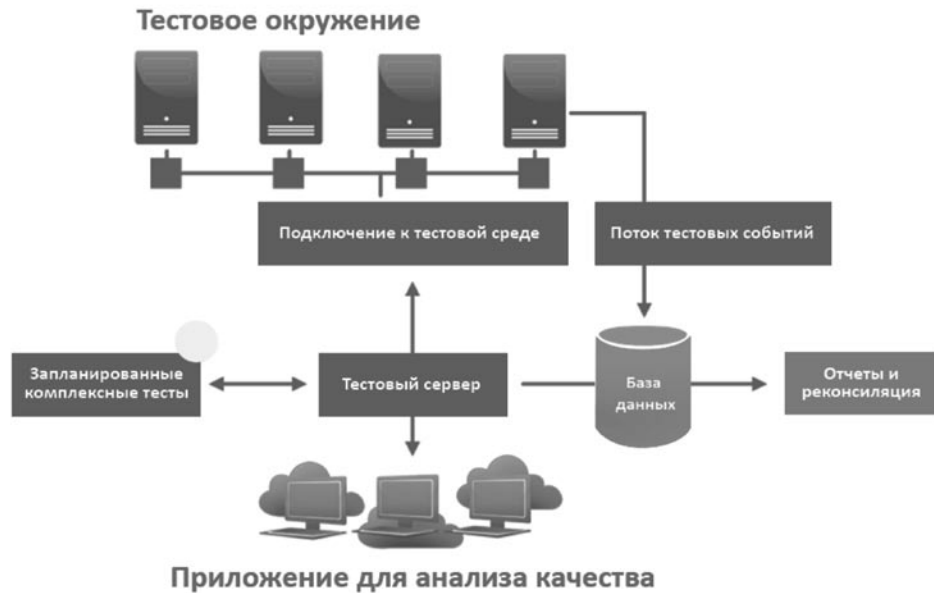 Тестовое окружение
Подключение к тестовой среде
Поток тестовых событий
Запланированные
комплексные тесты
Тестовый сервер
База
данных
Отчеты и
реконсиляция
Приложение для анализа качества